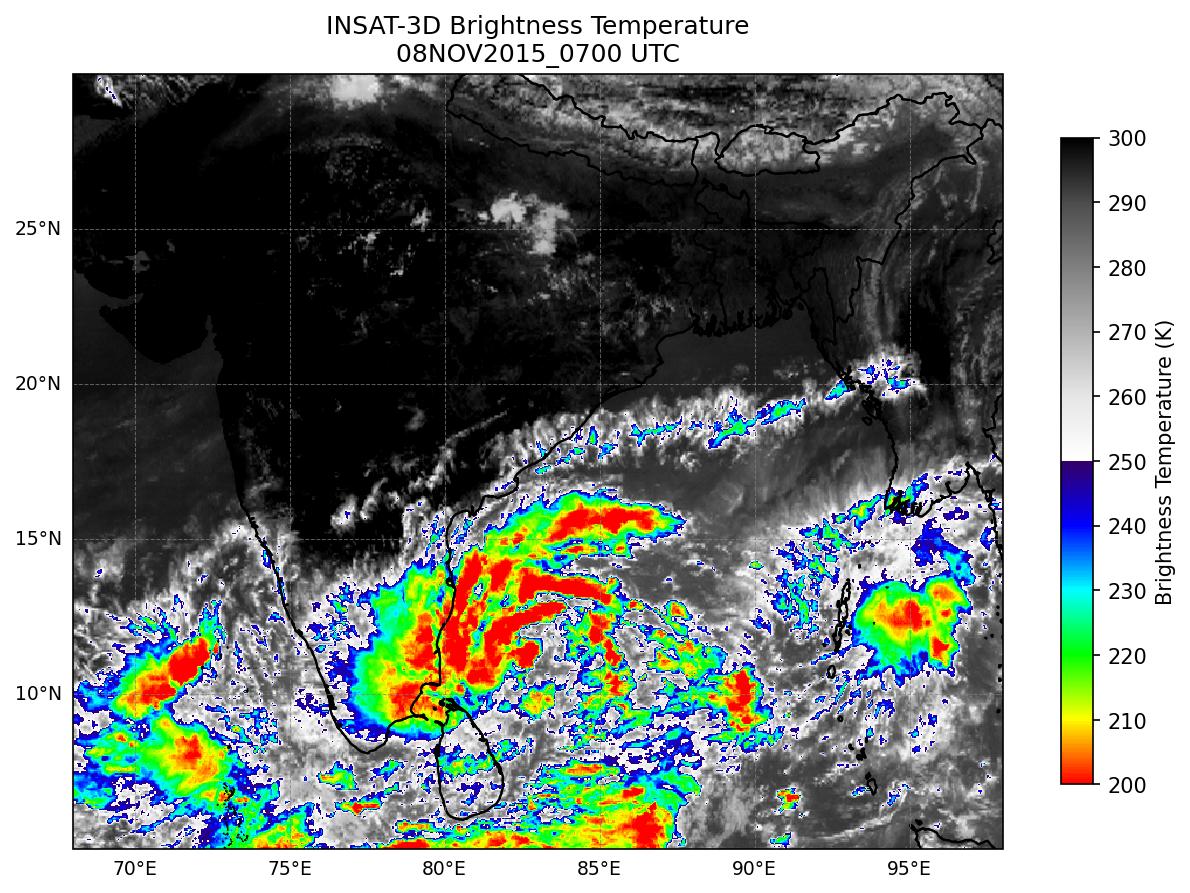 INSAT-3D Brightness Temperature
08NOV2015_0700 UTC
25°N
20°N
15°N
10°N
70°E
75°E
80°E
85°E
90°E
95°E
300
290
280
270
260
250
240
230
220
210
200
Brightness Temperature (K)